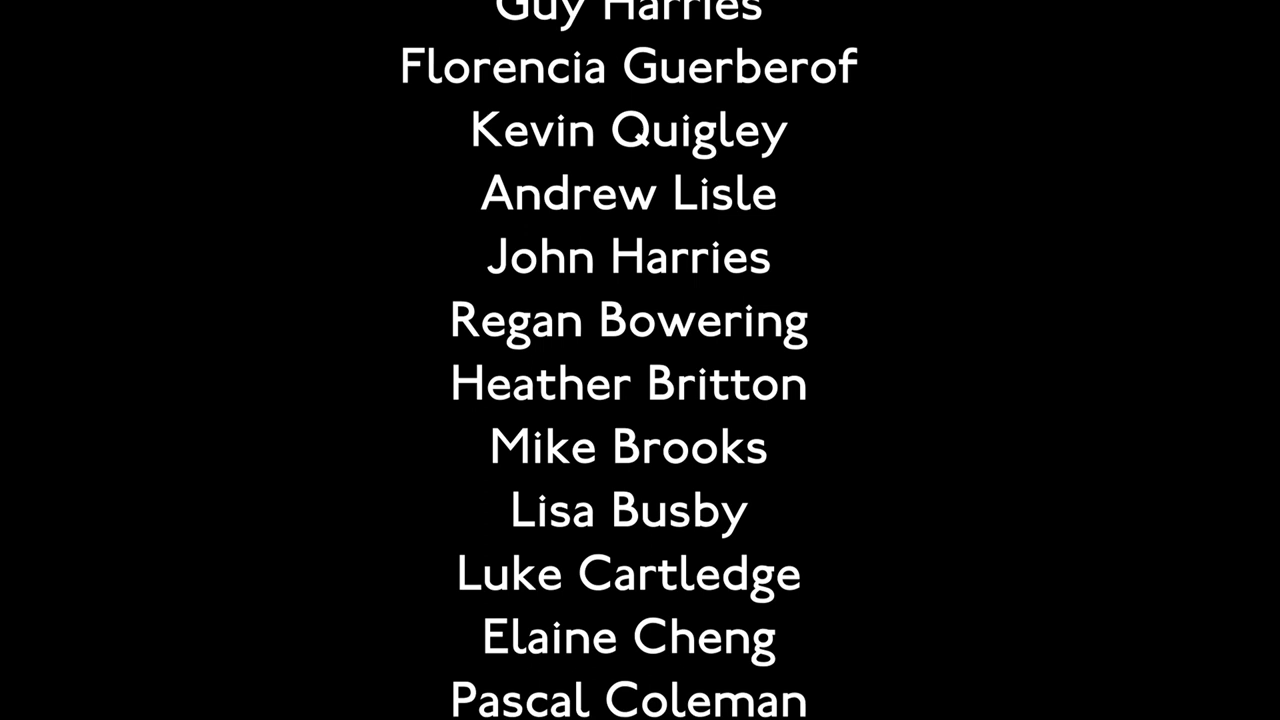 Guy Harries
Florencia Guerberof
Kevin Quigley
Andrew Lisle
John Harries
Regan Bowering
Heather Britton
Mike Brooks
Lisa Busby
Luke Cartledge
Elaine Cheng
Pascal Coleman